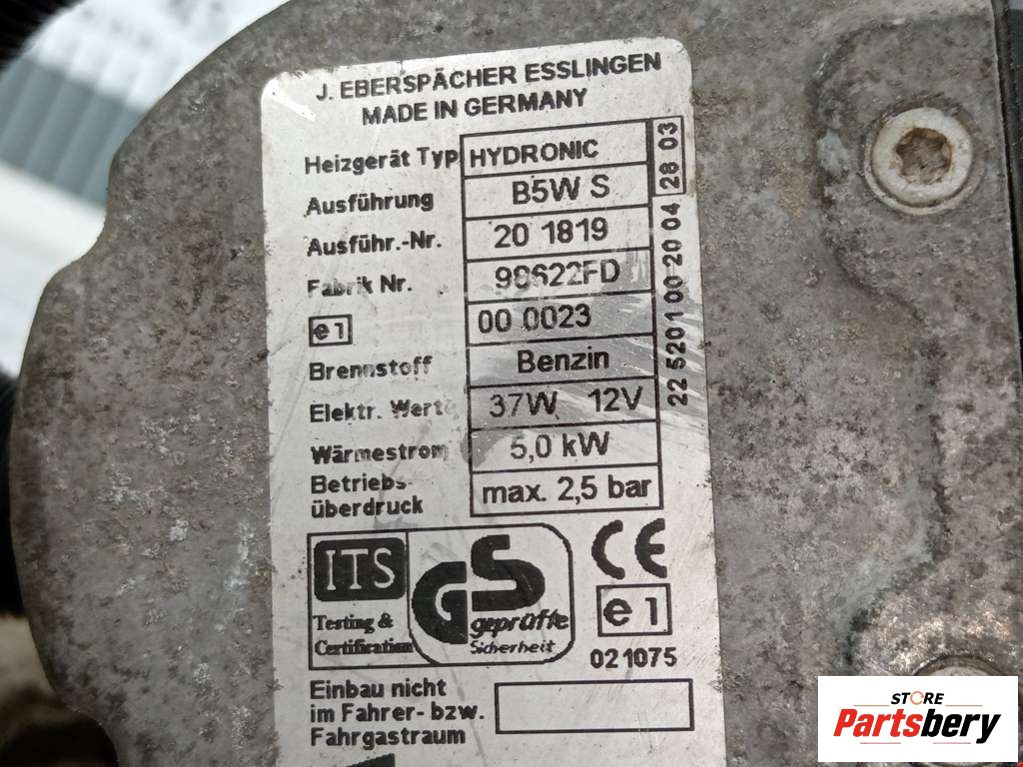 J. EBERSPÄCHER ESSLINGEN
MADE IN GERMANY
Heizgerät Typ HYDRONIC
Ausführung B5W S
Ausführ.-Nr. 20 1819
Fabrik Nr. 98622FD
e1 00 0023
Brennstoff Benzin
Elektr. Werte 37W 12V
Wärmestrom 5,0 kW
Betriebs-
überdruck max. 2,5 bar
22 5201 00 20 04 28 03
ITS
Testing &
Certification
GS
geprüfte
Sicherheit
CE
e1
021075
Einbau nicht
im Fahrer- bzw.
Fahrgastraum
STORE
Partsbery